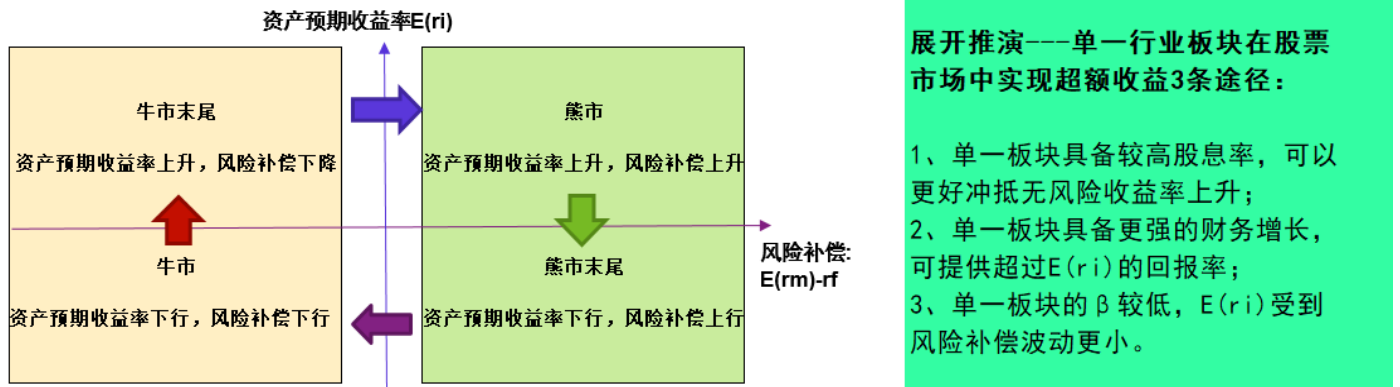 资产预期收益率E(ri)
牛市末尾
资产预期收益率上升，风险补偿下降
熊市
资产预期收益率上升，风险补偿上升
风险补偿:
E(rm)-rf
牛市
资产预期收益率下行，风险补偿下行
熊市末尾
资产预期收益率下行，风险补偿上行
展开推演---单一行业板块在股票
市场中实现超额收益3条途径：
1、单一板块具备较高股息率，可以
更好冲抵无风险收益率上升；
2、单一板块具备更强的财务增长，
可提供超过E(ri)的回报率；
3、单一板块的β较低，E(ri)受到
风险补偿波动更小。